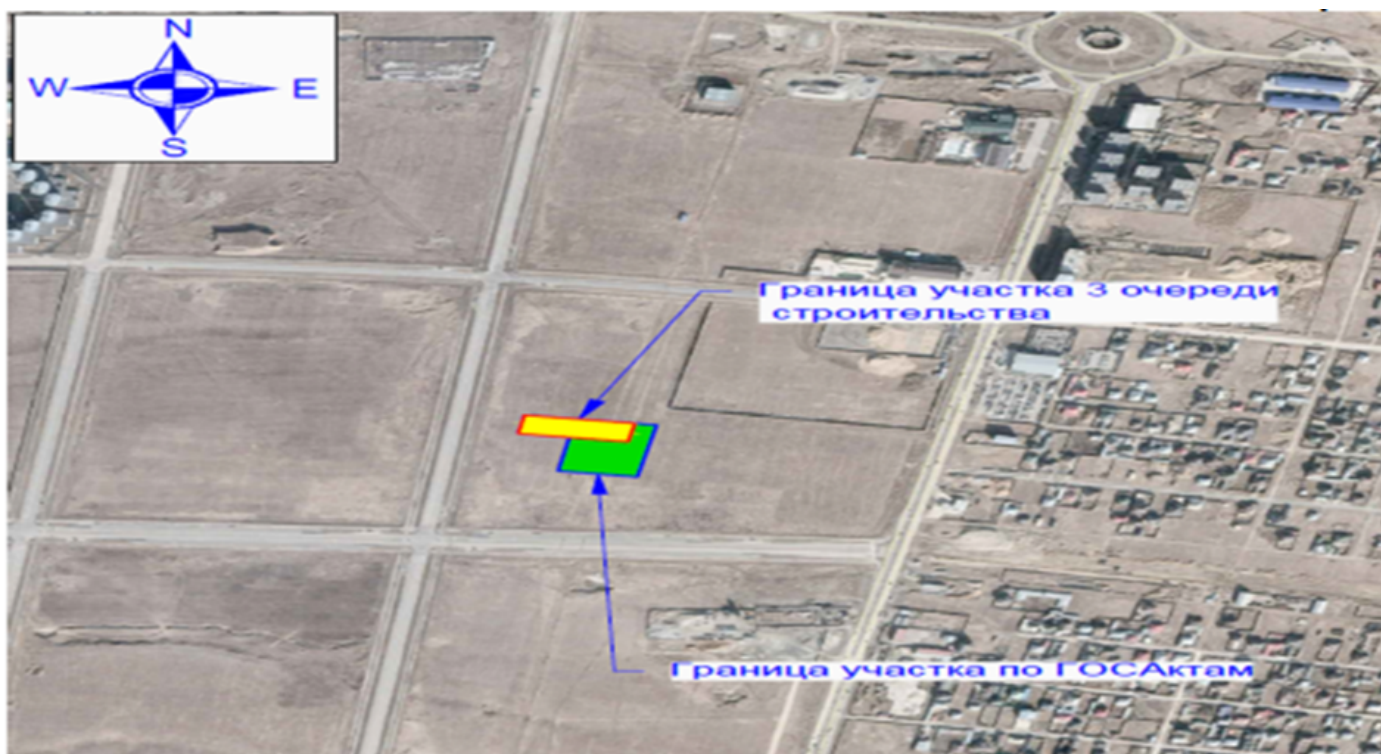 N
W E
S
Граница участка 3 очереди
строительства
Граница участка по ГОСАктам